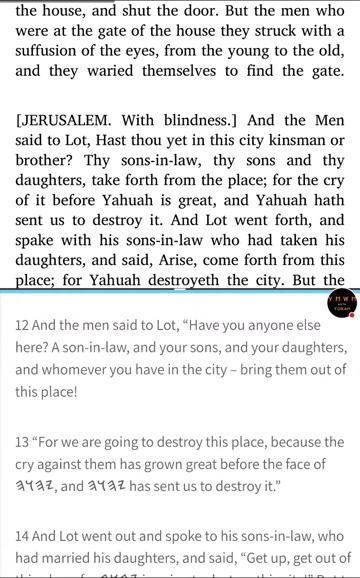 the house, and shut the door. But the men who
were at the gate of the house they struck with a
suffusion of the eyes, from the young to the old,
and they waried themselves to find the gate.
[JERUSALEM. With blindness.] And the Men
said to Lot, Hast thou yet in this city kinsman or
brother? Thy sons-in-law, thy sons and thy
daughters, take forth from the place; for the cry
of it before Yahuah is great, and Yahuah hath
sent us to destroy it. And Lot went forth, and
spake with his sons-in-law who had taken his
daughters, and said, Arise, come forth from this
place; for Yahuah destroyeth the city. But the
Y M W M
TORAH
12 And the men said to Lot, “Have you anyone else
here? A son-in-law, and your sons, and your daughters,
and whomever you have in the city – bring them out of
this place!
13 “For we are going to destroy this place, because the
cry against them has grown great before the face of
𐤉𐤄𐤅𐤄, and 𐤉𐤄𐤅𐤄 has sent us to destroy it.”
14 And Lot went out and spoke to his sons-in-law, who
had married his daughters, and said, “Get up, get out of